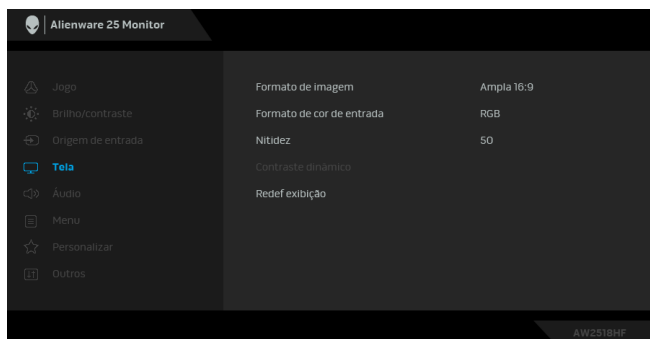 Alienware 25 Monitor
Jogo
Formato de imagem Ampla 16:9
Brilho/contraste
Formato de cor de entrada RGB
Origem de entrada
Nitidez 50
Tela
Contraste dinâmico
Áudio
Redef exibição
Menu
Personalizar
Outros
AW2518HF